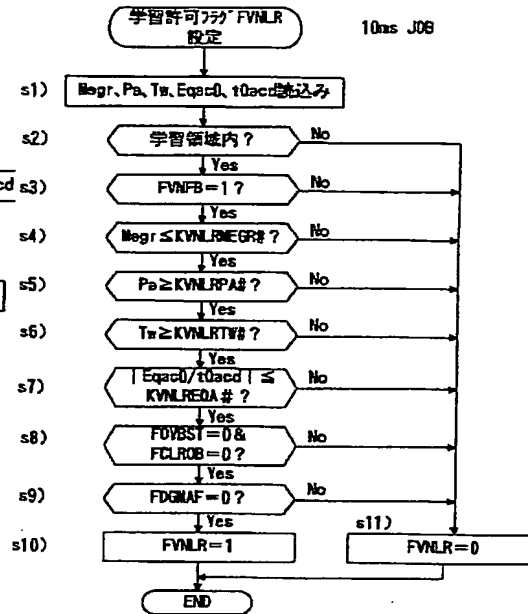 学習許可フラグFVNLR
設定
10ms JOB
s1) Megr、Pa、Tw、Eqac0、tQacd読込み
s2) 学習領域内？ No
Yes
cd
s3) FVNFB＝1？ No
Yes
s4) Megr≦KVNLRMEGR#？ No
Yes
s5) Pa≧KVNLRPA#？ No
Yes
s6) Tw≧KVNLRTW#？ No
Yes
s7) ｜Eqac0/tQacd｜≦
KVNLREQA#？ No
Yes
s8) FDVBST＝0&
FCLROB＝0？ No
Yes
s9) FDGMAF＝0？ No
Yes
s11)
s10) FVNLR＝1 FVNLR＝0
END